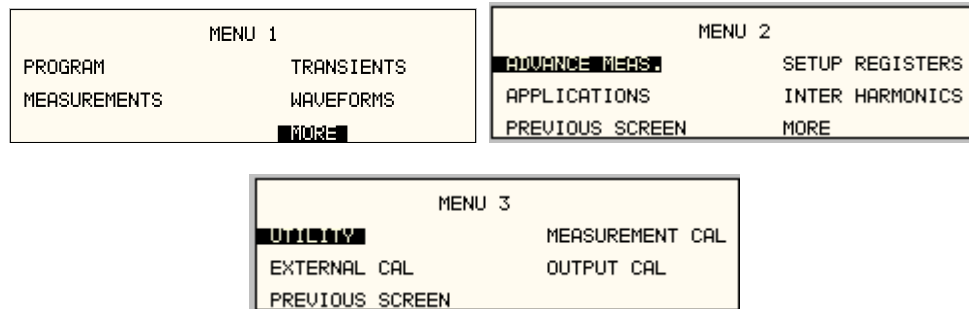 MENU 1
PROGRAM TRANSIENTS
MEASUREMENTS WAVEFORMS
MORE
MENU 2
ADVANCE MEAS. SETUP REGISTERS
APPLICATIONS INTER HARMONICS
PREVIOUS SCREEN MORE
MENU 3
UTILITY MEASUREMENT CAL
EXTERNAL CAL OUTPUT CAL
PREVIOUS SCREEN